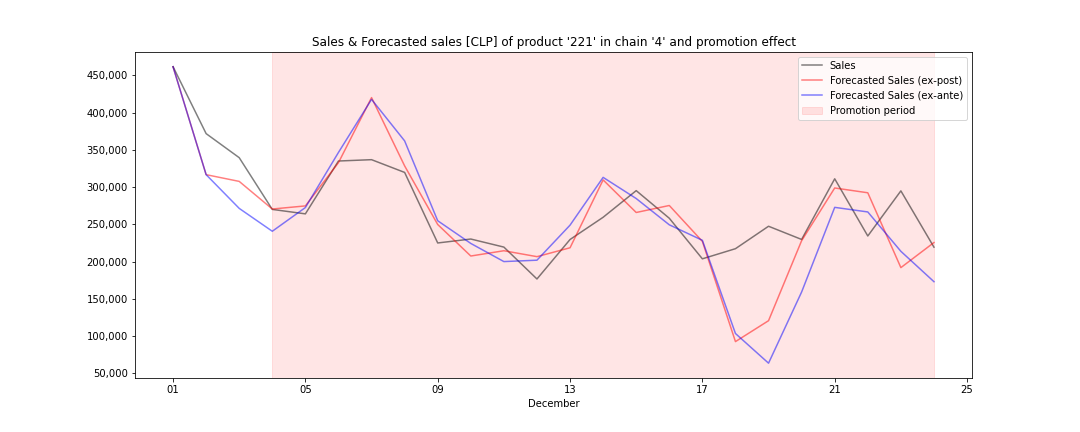 Sales & Forecasted sales [CLP] of product '221' in chain '4' and promotion effect
Sales
Forecasted Sales (ex-post)
Forecasted Sales (ex-ante)
Promotion period
450,000
400,000
350,000
300,000
250,000
200,000
150,000
100,000
50,000
01 05 09 13 17 21 25
December